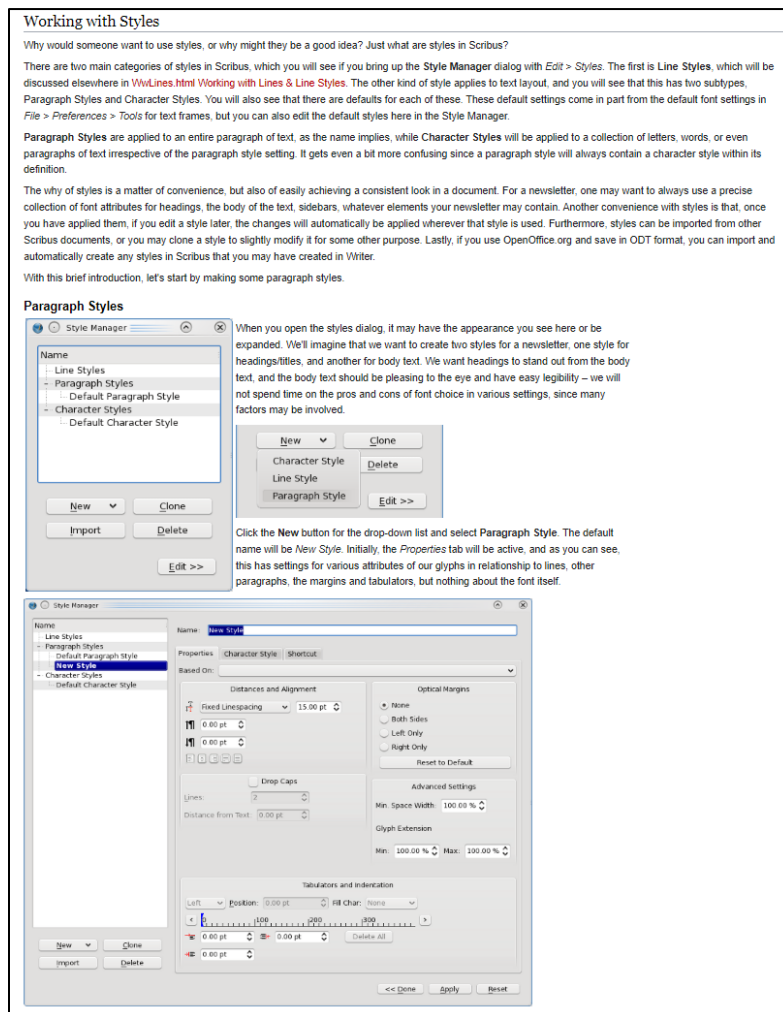 Working with Styles
Why would someone want to use styles, or why might they be a good idea? Just what are styles in Scribus?
There are two main categories of styles in Scribus, which you will see if you bring up the Style Manager dialog with Edit > Styles. The first is Line Styles, which will be
discussed elsewhere in WwLines.html Working with Lines & Line Styles. The other kind of style applies to text layout, and you will see that this has two subtypes,
Paragraph Styles and Character Styles. You will also see that there are defaults for each of these. These default settings come in part from the default font settings in
File > Preferences > Tools for text frames, but you can also edit the default styles here in the Style Manager.
Paragraph Styles are applied to an entire paragraph of text, as the name implies, while Character Styles will be applied to a collection of letters, words, or even
paragraphs of text irrespective of the paragraph style setting. It gets even a bit more confusing since a paragraph style will always contain a character style within its
definition.
The why of styles is a matter of convenience, but also of easily achieving a consistent look in a document. For a newsletter, one may want to always use a precise
collection of font attributes for headings, the body of the text, sidebars, whatever elements your newsletter may contain. Another convenience with styles is that, once
you have applied them, if you edit a style later, the changes will automatically be applied wherever that style is used. Furthermore, styles can be imported from other
Scribus documents, or you may clone a style to slightly modify it for some other purpose. Lastly, if you use OpenOffice.org and save in ODT format, you can import and
automatically create any styles in Scribus that you may have created in Writer.
With this brief introduction, let's start by making some paragraph styles.
Paragraph Styles
Style Manager
Name
Line Styles
Paragraph Styles
Default Paragraph Style
Character Styles
Default Character Style
New
Clone
Import
Delete
Edit >>
When you open the styles dialog, it may have the appearance you see here or be
expanded. We'll imagine that we want to create two styles for a newsletter, one style for
headings/titles, and another for body text. We want headings to stand out from the body
text, and the body text should be pleasing to the eye and have easy legibility – we will
not spend time on the pros and cons of font choice in various settings, since many
factors may be involved.
New
Clone
Character Style
Delete
Line Style
Paragraph Style
Edit >>
Click the New button for the drop-down list and select Paragraph Style. The default
name will be New Style. Initially, the Properties tab will be active, and as you can see,
this has settings for various attributes of our glyphs in relationship to lines, other
paragraphs, the margins and tabulators, but nothing about the font itself.
Style Manager
Name
Line Styles
Paragraph Styles
Default Paragraph Style
New Style
Character Styles
Default Character Style
New
Clone
Import
Delete
Name: New Style
Properties Character Style Shortcut
Based On:
Distances and Alignment
Fixed Linespacing 15.00 pt
0.00 pt
0.00 pt
Drop Caps
Lines: 2
Distance from Text: 0.00 pt
Optical Margins
None
Both Sides
Left Only
Right Only
Reset to Default
Advanced Settings
Min. Space Width: 100.00 %
Glyph Extension
Min: 100.00 % Max: 100.00 %
Tabulators and Indentation
Left Position: 0.00 pt Fill Char: None
0 100 200 300
0.00 pt 0.00 pt Delete All
0.00 pt
<< Done Apply Reset